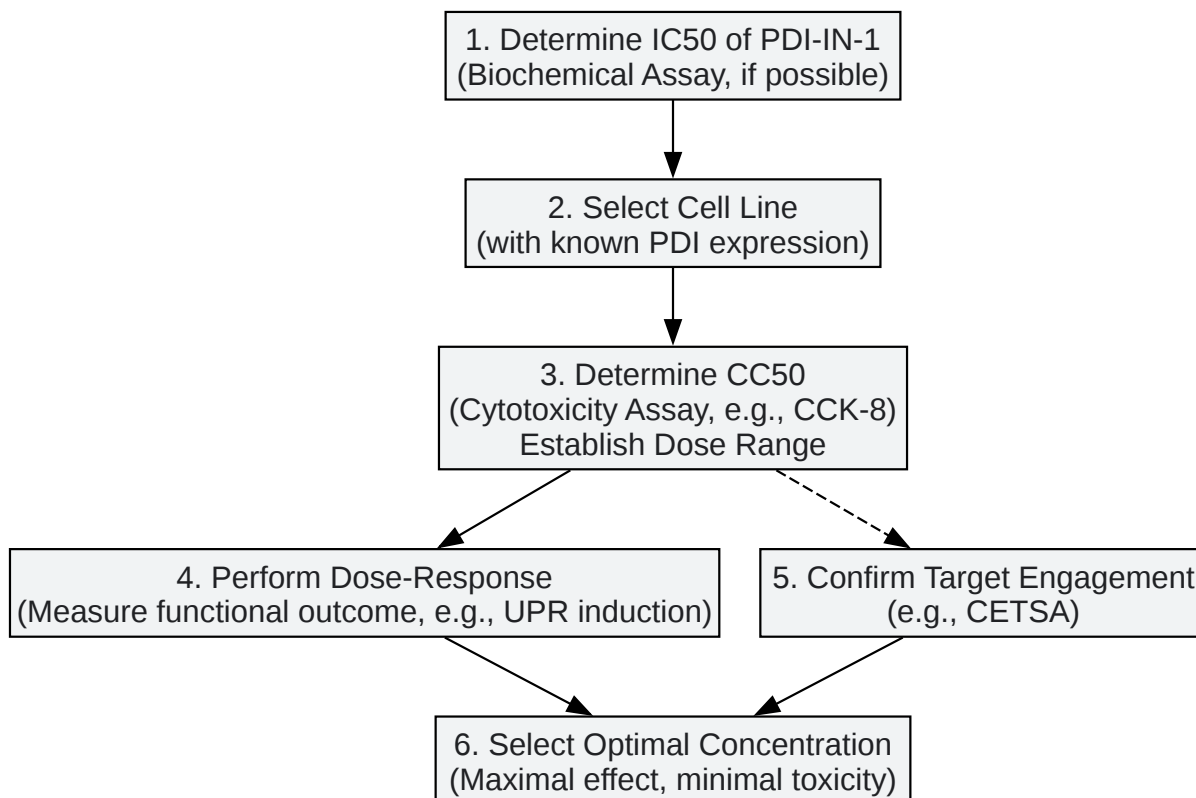 1. Determine IC50 of PDI-IN-1
(Biochemical Assay, if possible)
2. Select Cell Line
(with known PDI expression)
3. Determine CC50
(Cytotoxicity Assay, e.g., CCK-8)
Establish Dose Range
4. Perform Dose-Response
(Measure functional outcome, e.g., UPR induction)
5. Confirm Target Engagement
(e.g., CETSA)
6. Select Optimal Concentration
(Maximal effect, minimal toxicity)